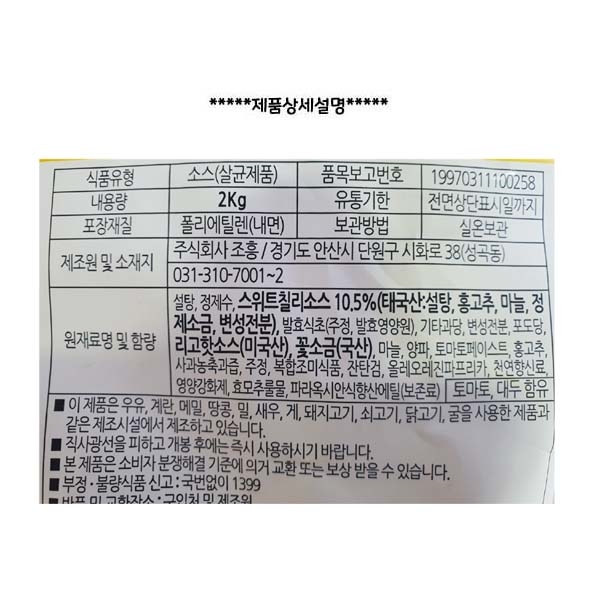 *****제품상세설명*****
식품유형 소스(살균제품) 품목보고번호 19970311100258
내용량 2Kg 유통기한 전면상단표시일까지
포장재질 폴리에틸렌(내면) 보관방법 실온보관
제조원 및 소재지 주식회사 조흥 / 경기도 안산시 단원구 시화로 38(성곡동)
031-310-7001~2
원재료명 및 함량 설탕, 정제수, 스위트칠리소스 10.5%(태국산:설탕, 홍고추, 마늘, 정
제소금, 변성전분), 발효식초(주정, 발효영양원), 기타과당, 변성전분, 포도당,
리고핫소스(미국산), 꽃소금(국산), 마늘, 양파, 토마토페이스트, 홍고추,
사과농축과즙, 주정, 복합조미식품, 잔탄검, 올레오레진파프리카, 천연향신료,
영양강화제, 효모추출물, 파라옥시안식향산에틸(보존료) 토마토, 대두 함유
■ 이 제품은 우유, 계란, 메밀, 땅콩, 밀, 새우, 게, 돼지고기, 쇠고기, 닭고기, 굴을 사용한 제품과
같은 제조시설에서 제조하고 있습니다.
■ 직사광선을 피하고 개봉 후에는 즉시 사용하시기 바랍니다.
■ 본 제품은 소비자 분쟁해결 기준에 의거 교환 또는 보상 받을 수 있습니다.
■ 부정·불량식품 신고 : 국번없이 1399
■ 반품 및 교환장소 : 구입처 및 제조원